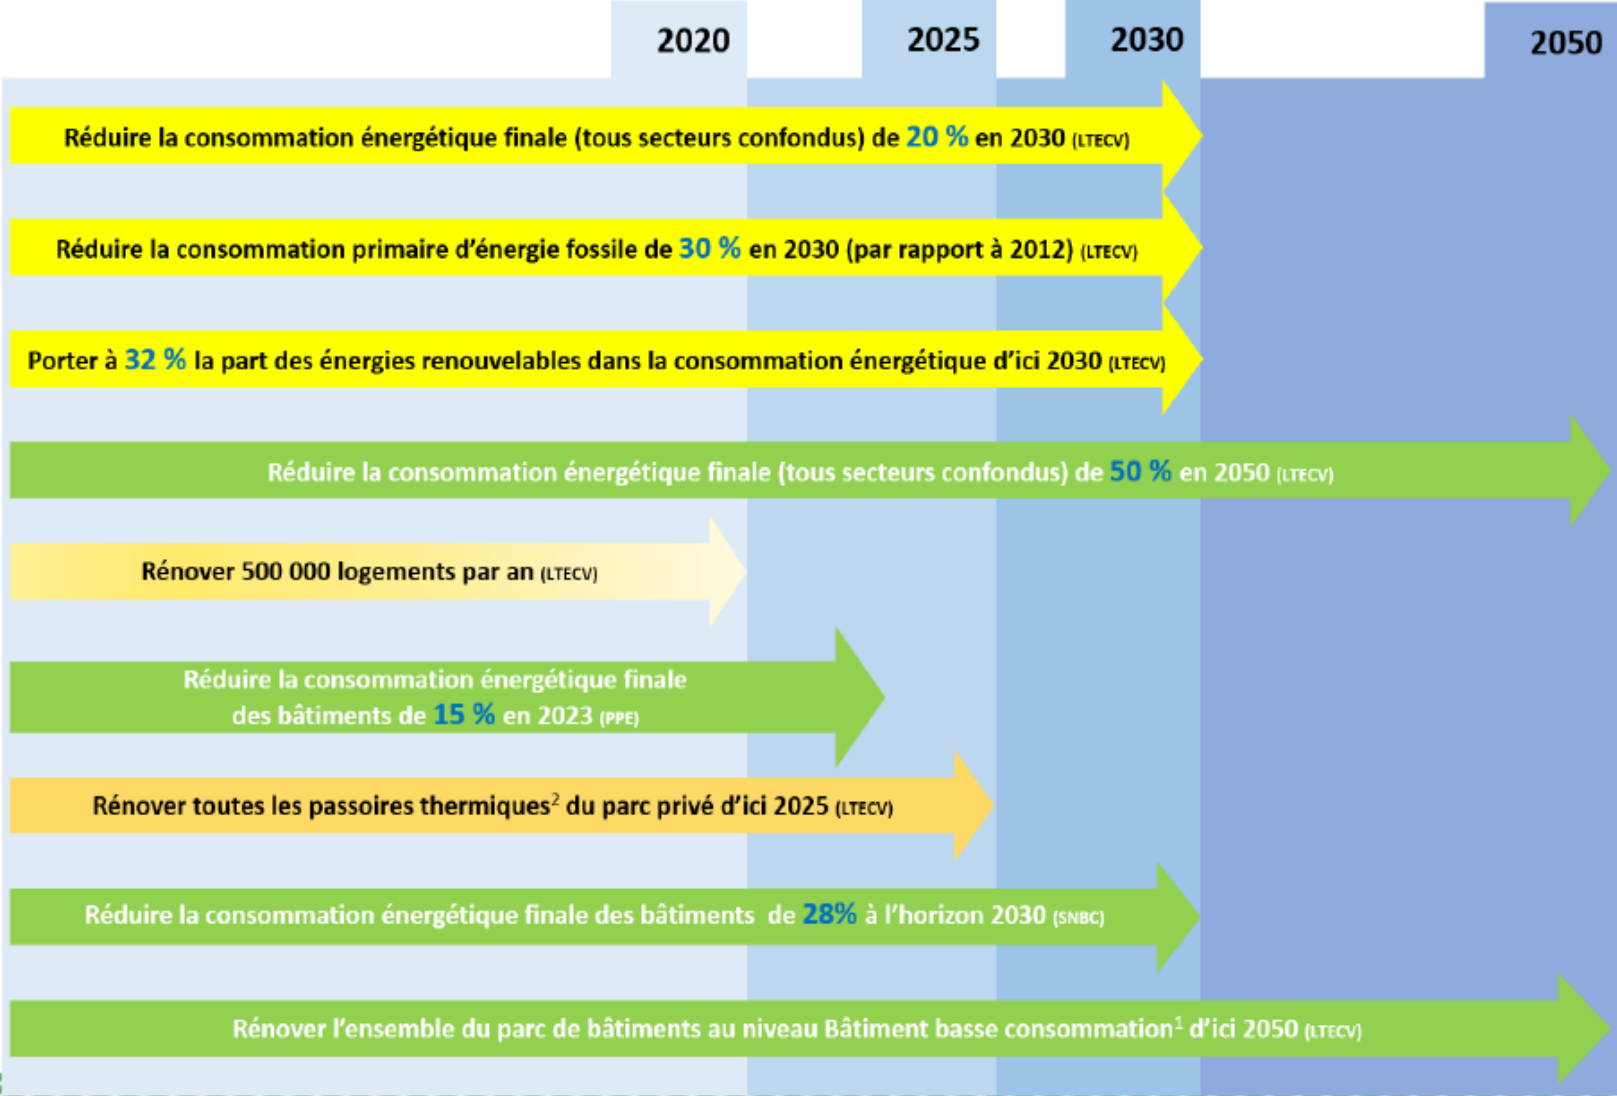 2020 2025 2030 2050
Réduire la consommation énergétique finale (tous secteurs confondus) de 20 % en 2030 (LTECV)
Réduire la consommation primaire d'énergie fossile de 30 % en 2030 (par rapport à 2012) (LTECV)
Porter à 32 % la part des énergies renouvelables dans la consommation énergétique d'ici 2030 (LTECV)
Réduire la consommation énergétique finale (tous secteurs confondus) de 50 % en 2050 (LTECV)
Rénover 500 000 logements par an (LTECV)
Réduire la consommation énergétique finale
des bâtiments de 15 % en 2023 (PPE)
Rénover toutes les passoires thermiques² du parc privé d'ici 2025 (LTECV)
Réduire la consommation énergétique finale des bâtiments de 28% à l'horizon 2030 (SNBC)
Rénover l'ensemble du parc de bâtiments au niveau Bâtiment basse consommation¹ d'ici 2050 (LTECV)